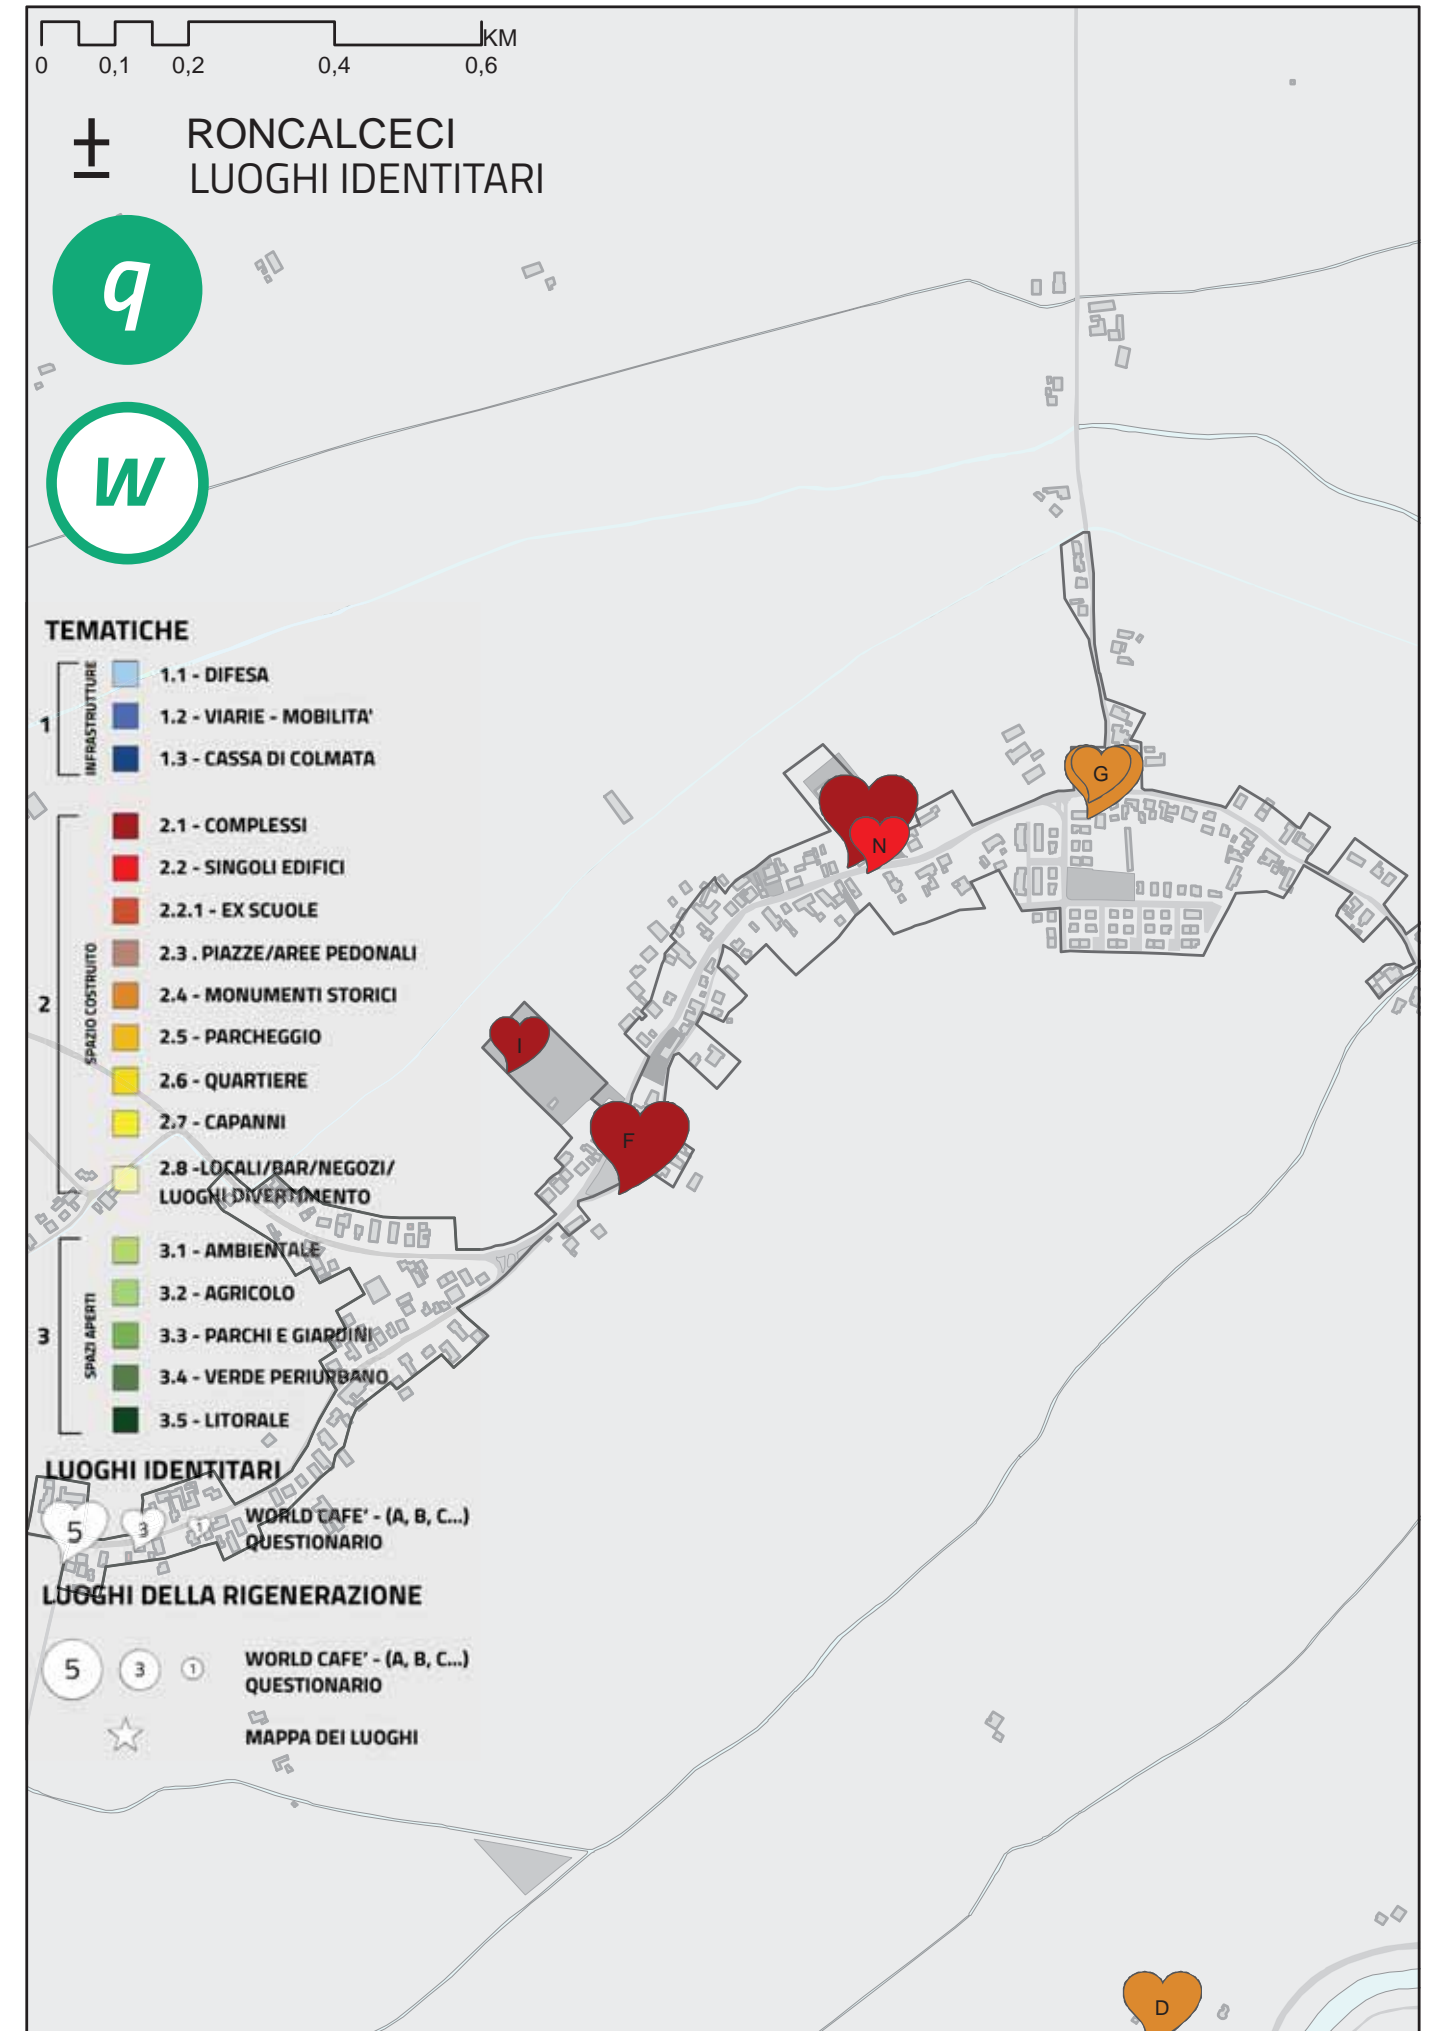 KM
0 0,1 0,2 0,4 0,6
RONCALCECI
LUOGHI IDENTITARI
q
w
TEMATICHE
1
INFRASTRUTTURE
1.1 - DIFESA
1.2 - VIARIE - MOBILITA'
1.3 - CASSA DI COLMATA
2
SPAZIO COSTRUITO
2.1 - COMPLESSI
2.2 - SINGOLI EDIFICI
2.2.1 - EX SCUOLE
2.3 . PIAZZE/AREE PEDONALI
2.4 - MONUMENTI STORICI
2.5 - PARCHEGGIO
2.6 - QUARTIERE
2.7 - CAPANNI
2.8 -LOCALI/BAR/NEGOZI/
LUOGHI DIVERTIMENTO
3
SPAZI APERTI
3.1 - AMBIENTALE
3.2 - AGRICOLO
3.3 - PARCHI E GIARDINI
3.4 - VERDE PERIURBANO
3.5 - LITORALE
LUOGHI IDENTITARI
5 3 1
WORLD CAFE' - (A, B, C...)
QUESTIONARIO
LUOGHI DELLA RIGENERAZIONE
5 3 1
WORLD CAFE' - (A, B, C...)
QUESTIONARIO
MAPPA DEI LUOGHI
G
N
I
F
D